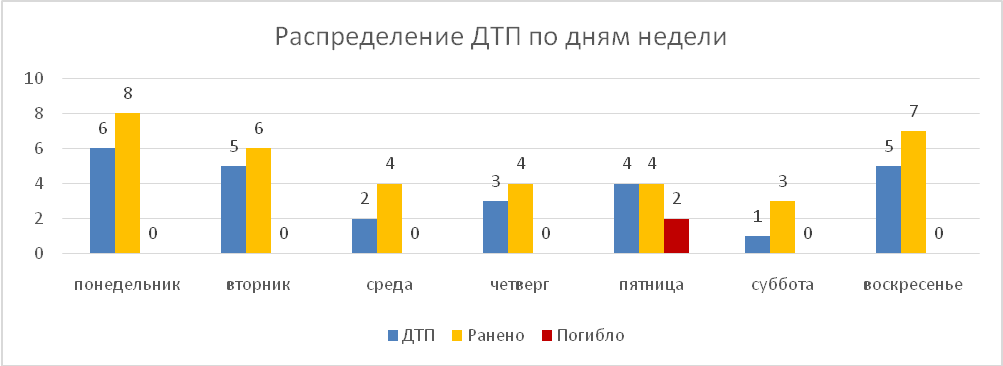 Распределение ДТП по дням недели
10
8
6
4
2
0
6 8 0
5 6 0
2 4 0
3 4 0
4 4 2
1 3 0
5 7 0
понедельник вторник среда четверг пятница суббота воскресенье
ДТП Ранено Погибло